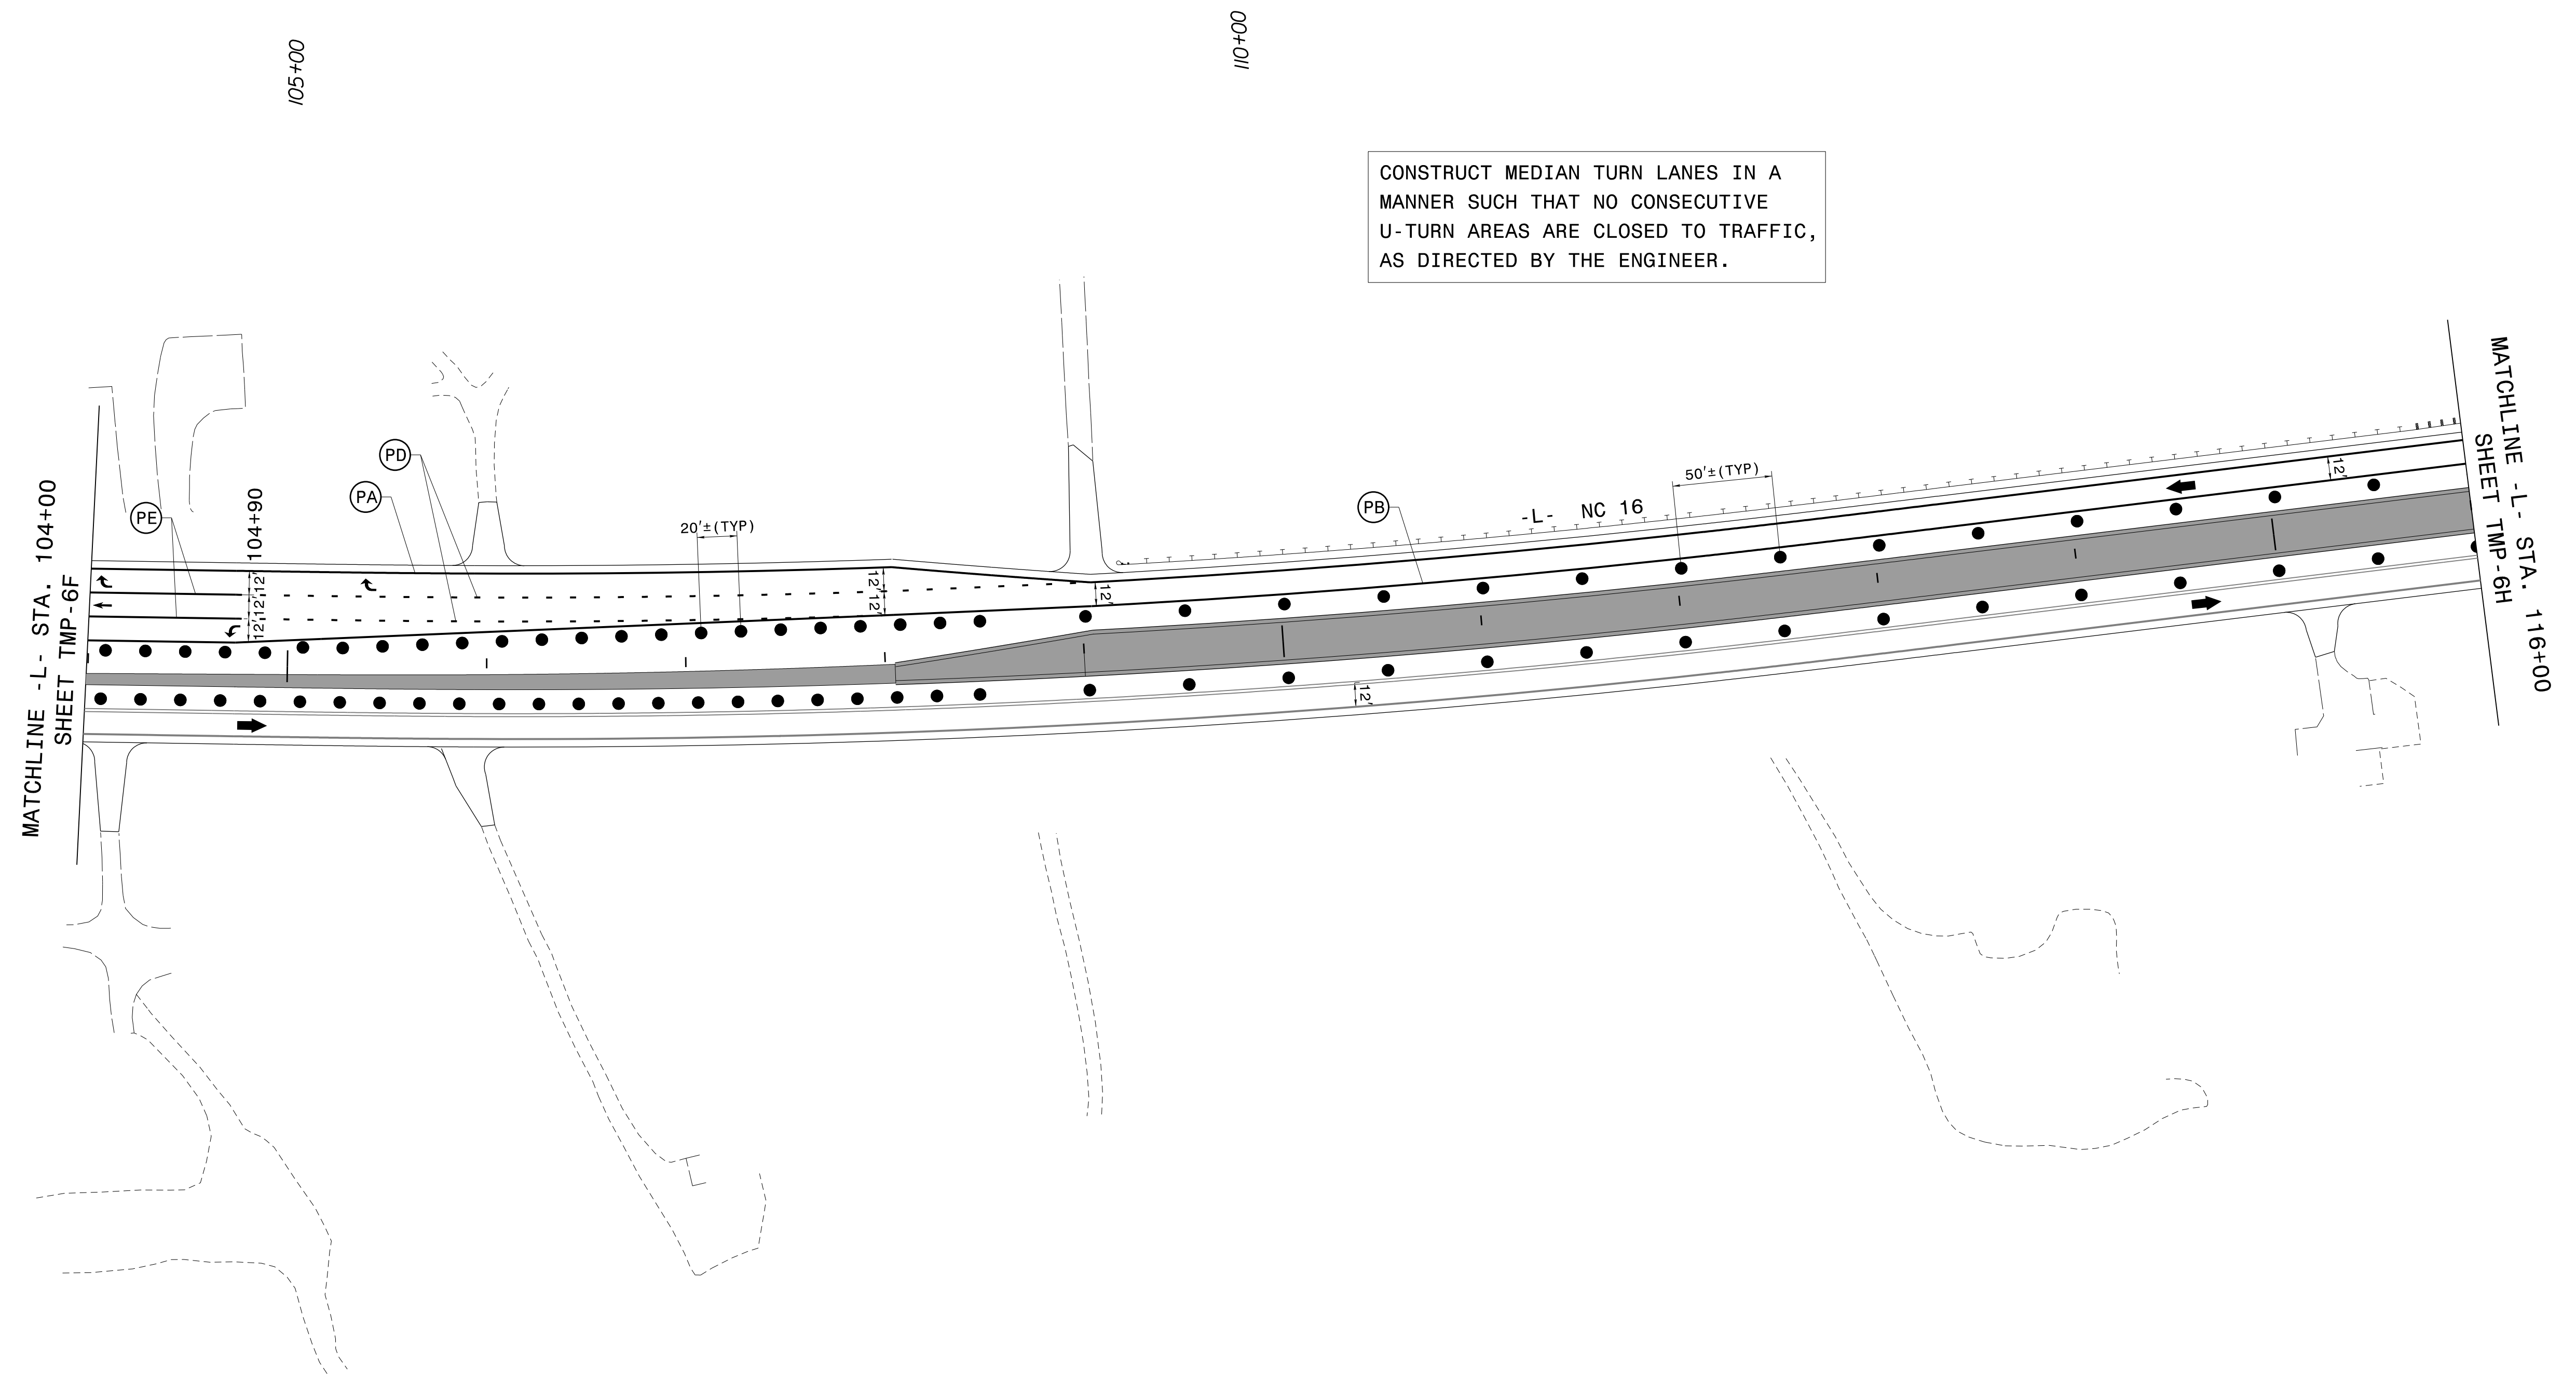 105+00
110+00
CONSTRUCT MEDIAN TURN LANES IN A
MANNER SUCH THAT NO CONSECUTIVE
U-TURN AREAS ARE CLOSED TO TRAFFIC,
AS DIRECTED BY THE ENGINEER.
MATCHLINE -L- STA. 104+00
SHEET TMP-6F
PE
104+90
PD
PA
12'
12'
12'
20'±(TYP)
12'
12'
12'
PB
-L- NC 16
50'±(TYP)
12'
12'
MATCHLINE -L- STA. 116+00
SHEET TMP-6H